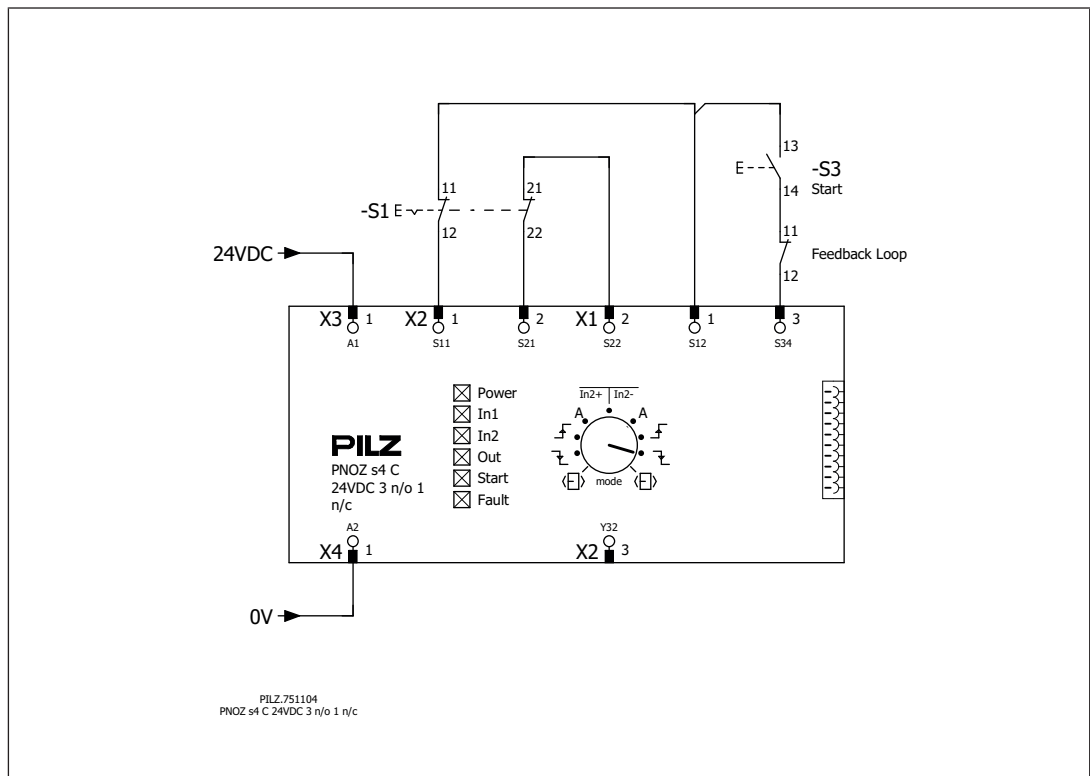 13
-S3
14 Start
11 21
-S1
12 22
11
Feedback Loop
12
24VDC
X3 1 X2 1 2 X1 2 1 3
A1 S11 S21 S22 S12 S34
Power
In1
In2
Out
Start
Fault
In2+ In2-
A A
mode
PILZ
PNOZ s4 C
24VDC 3 n/o 1
n/c
A2 Y32
X4 1 X2 3
0V
PILZ.751104
PNOZ s4 C 24VDC 3 n/o 1 n/c